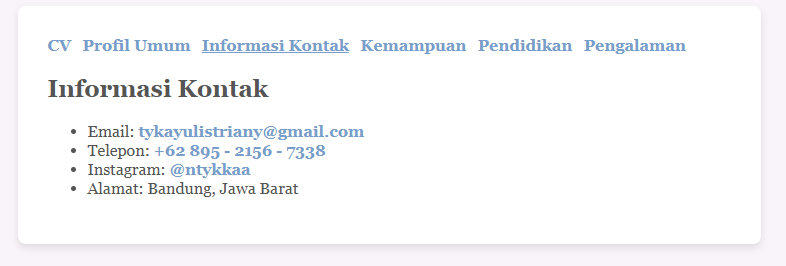 CV Profil Umum Informasi Kontak Kemampuan Pendidikan Pengalaman
Informasi Kontak
• Email: tykayulistriany@gmail.com
• Telepon: +62 895 - 2156 - 7338
• Instagram: @ntykkaa
• Alamat: Bandung, Jawa Barat